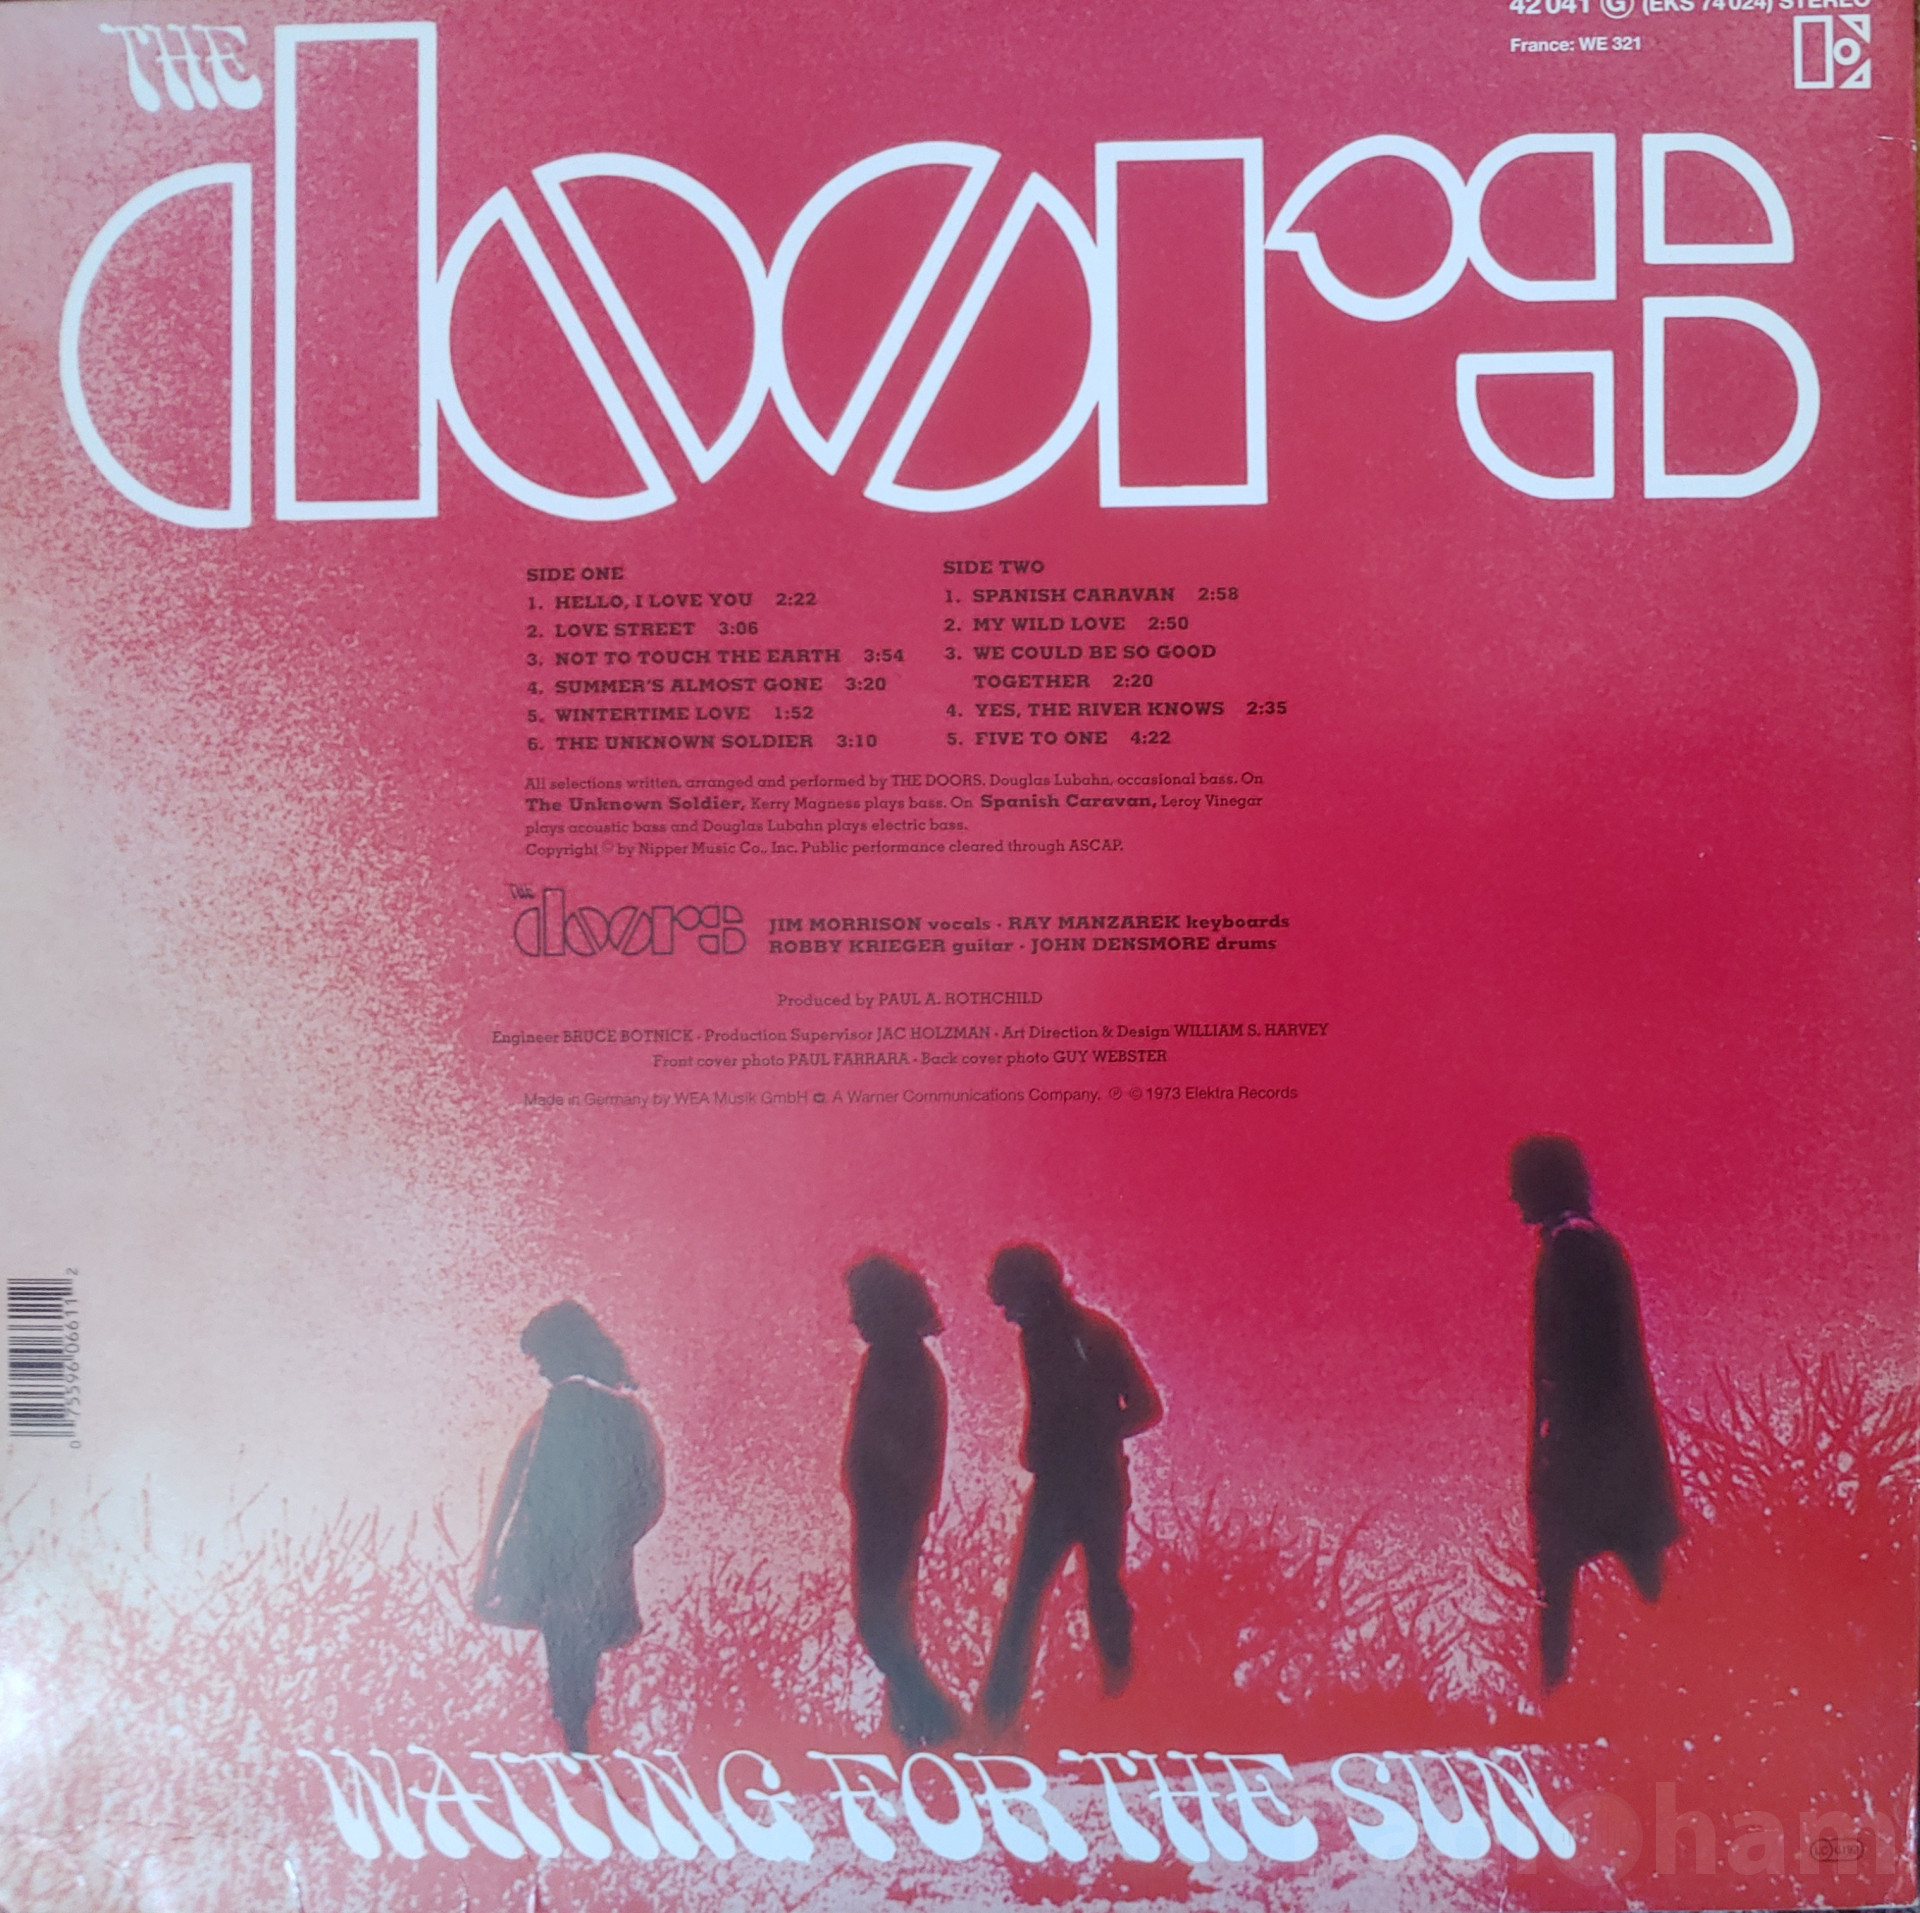 42 041 G (EKS 74 024) STEREO
France: WE 321
THE
doors
SIDE ONE
1. HELLO, I LOVE YOU 2:22
2. LOVE STREET 3:06
3. NOT TO TOUCH THE EARTH 3:54
4. SUMMER'S ALMOST GONE 3:20
5. WINTERTIME LOVE 1:52
6. THE UNKNOWN SOLDIER 3:10
SIDE TWO
1. SPANISH CARAVAN 2:58
2. MY WILD LOVE 2:50
3. WE COULD BE SO GOOD
TOGETHER 2:20
4. YES, THE RIVER KNOWS 2:35
5. FIVE TO ONE 4:22
All selections written, arranged and performed by THE DOORS. Douglas Lubahn, occasional bass. On
The Unknown Soldier, Kerry Magness plays bass. On Spanish Caravan, Leroy Vinegar
plays acoustic bass and Douglas Lubahn plays electric bass.
Copyright © by Nipper Music Co., Inc. Public performance cleared through ASCAP.
THE
doors
JIM MORRISON vocals · RAY MANZAREK keyboards
ROBBY KRIEGER guitar · JOHN DENSMORE drums
Produced by PAUL A. ROTHCHILD
Engineer BRUCE BOTNICK · Production Supervisor JAC HOLZMAN · Art Direction & Design WILLIAM S. HARVEY
Front cover photo PAUL FARRARA · Back cover photo GUY WEBSTER
Made in Germany by WEA Musik GmbH A Warner Communications Company. ℗ © 1973 Elektra Records
0 75596 06611 2
WAITING FOR THE SUN